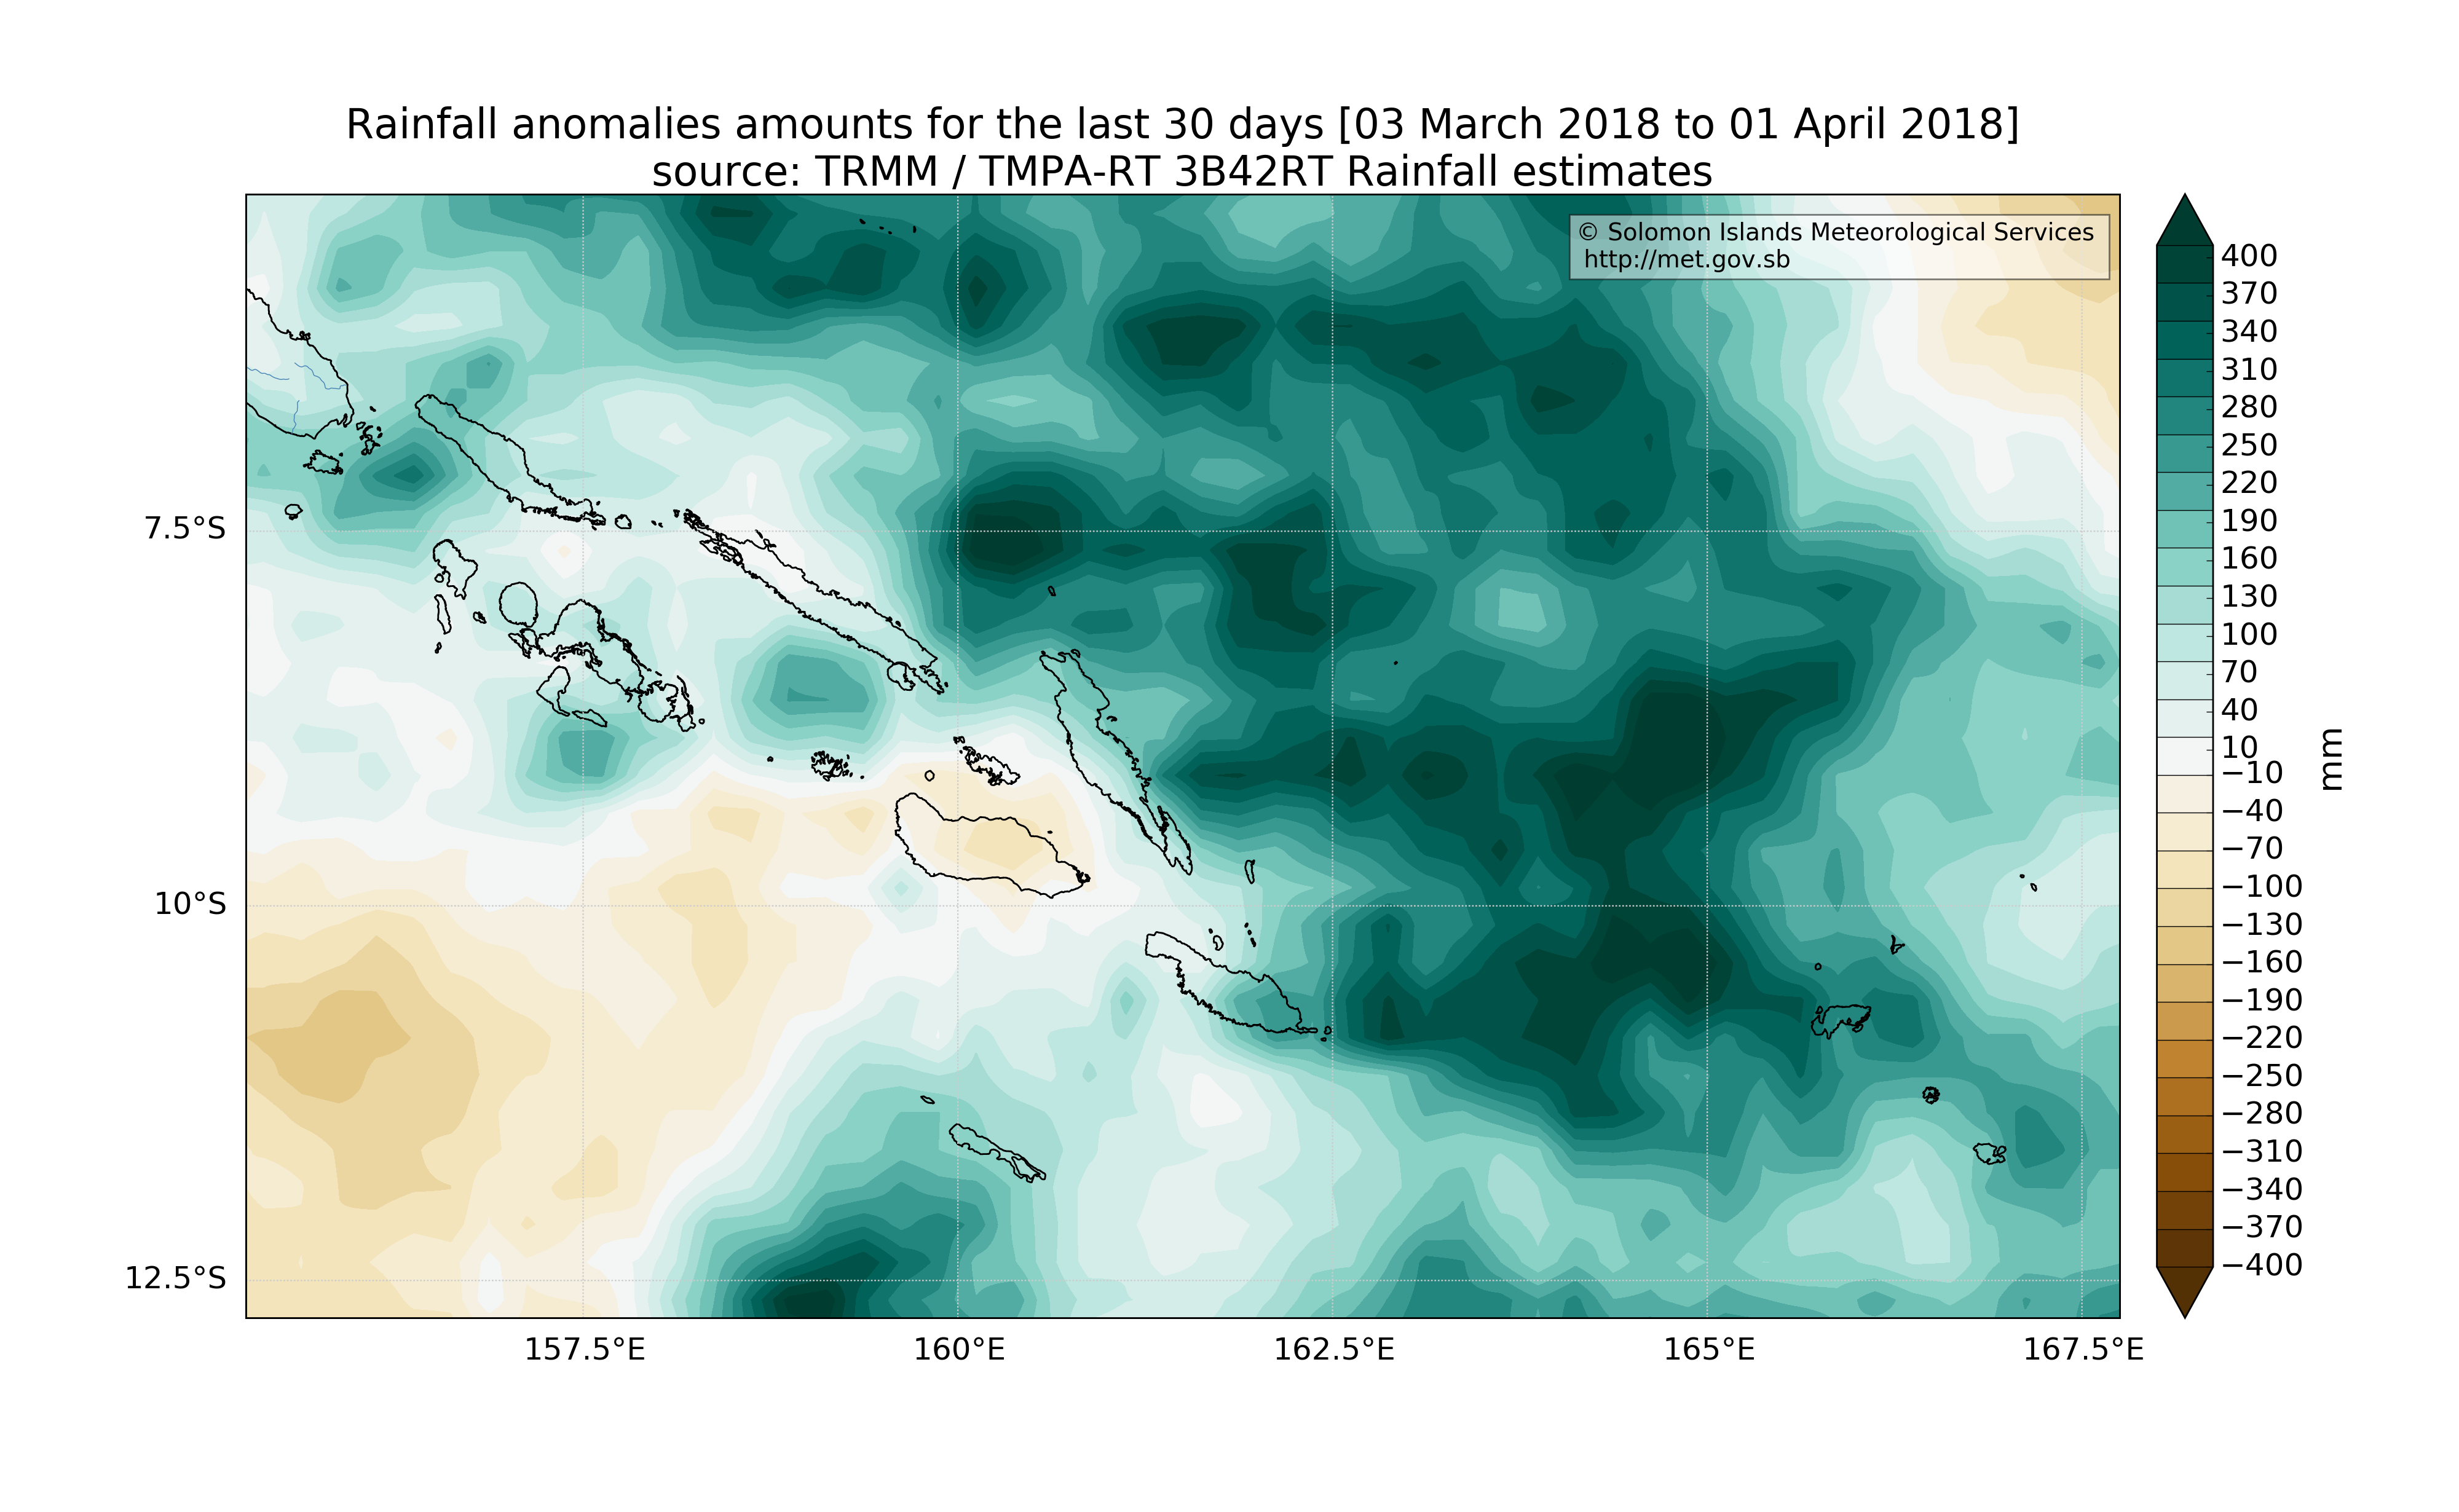 Rainfall anomalies amounts for the last 30 days [03 March 2018 to 01 April 2018]
source: TRMM / TMPA-RT 3B42RT Rainfall estimates
© Solomon Islands Meteorological Services
http://met.gov.sb
7.5°S
10°S
12.5°S
157.5°E
160°E
162.5°E
165°E
167.5°E
400
370
340
310
280
250
220
190
160
130
100
70
40
10
−10
−40
−70
−100
−130
−160
−190
−220
−250
−280
−310
−340
−370
−400
mm